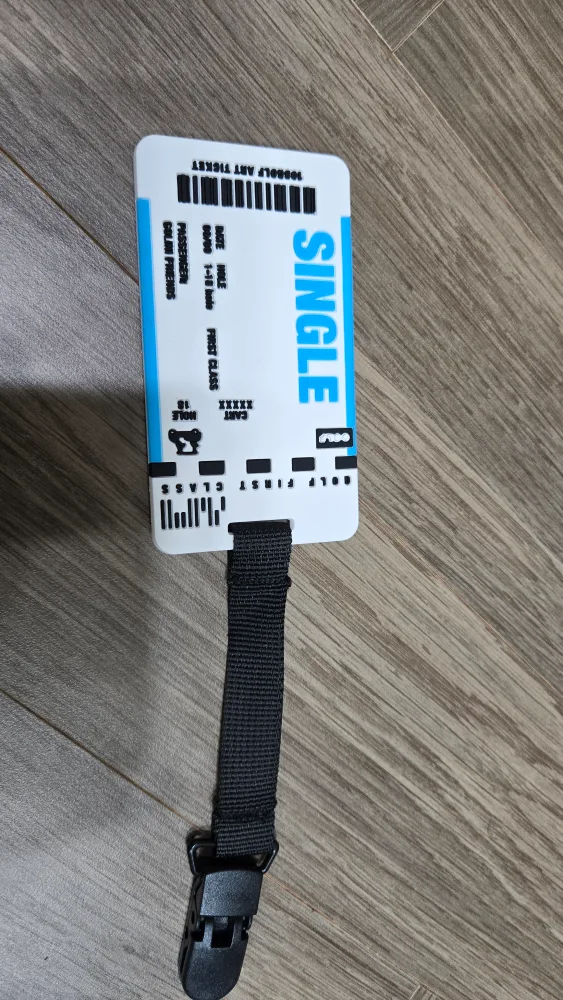 SINGLE
GOLF
DATE HOLE
00/00 1-18 hole FIRST CLASS
CART
XXXXX
PASSENGER
FRIENDS
HOLE
18
ART TICKET
GOLF FIRST CLASS